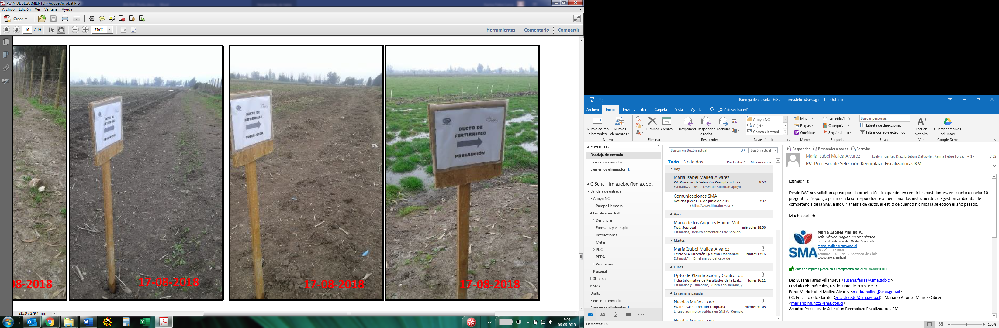 PLAN DE SEGUIMIENTO - Adobe Acrobat Pro
Archivo Edición Ver Ventana Ayuda
Crear
16 / 19
350%
Herramientas Comentario Compartir
DUCTO DE
FERTIRRIEGO
PRECAUCIÓN
08-2018
17-08-2018
DUCTO DE
FERTIRRIEGO
PRECAUCIÓN
17-08-2018
DUCTO DE
FERTIRRIEGO
PRECAUCIÓN
17-08-2018
215,9 x 279,4 mm
ES
9:06
06-06-2019
Bandeja de entrada - G Suite - irma.febre@sma.gob.cl - Outlook
Archivo Inicio Enviar y recibir Carpeta Vista Ayuda ¿Qué desea hacer?
Nuevo correo electrónico
Nuevos elementos
Nuevo
Eliminar Archivo
Eliminar
Responder Responder a todos Reenviar
Responder
Apoyo NC
Al jefe
Correo electróni...
Pasos rápidos
Mover
Reglas
OneNote
Mover
No leído/Leído
Categorizar
Seguimiento
Etiquetas
Buscar personas
Libreta de direcciones
Filtrar correo electrónico
Buscar
Leer en voz alta
Voz
Guardar archivos adjuntos
Google Drive
Favoritos
Bandeja de entrada
Elementos enviados
Elementos eliminados 1
G Suite - irma.febre@sma.gob...
Bandeja de entrada
Apoyo NC
Pampa Hermosa
Fiscalización RM
Denuncias
Formatos y ejemplos
Instrucciones
Metas
PDC
PPDA
Programas
Personal
Sistemas
SMA
Drafts
Elementos enviados
Elementos eliminados 1
Buscar en Buzón actual Buzón actual
Todo No leídos Por Fecha Más nuevo
Hoy
Maria Isabel Mallea Alvarez
RV: Procesos de Selección Reemplazo Fisca... 8:52
Estmad@s: Desde DAF nos solicitan apoyo
Comunicaciones SMA
Noticias jueves, 06 de junio de 2019 7:32
<http://www.litoralpress.cl>
Ayer
Maria de los Angeles Hanne Moli...
Fwd: Soprocal miércoles 18:30
Estimadas, Remito comentarios de Sección
Martes
Maria Isabel Mallea Alvarez
Oficio SEA Dirección Ejecutiva Fraccionami... martes 17:16
Estimad@s: En el marco del caso de
Lunes
Dpto de Planificación y Control d...
Ficha Informativa de Resultados de la Eval... lunes 16:11
Estimadas y Estimados, Junto con saludar, y
La semana pasada
Nicolas Muñoz Toro
Fwd: Cosas Corrección Temprana viernes 31-05
El caso aun no se publica en SNIFA. Reenvío
Nicolas Muñoz Toro
Responder Responder a todos Reenviar
Maria Isabel Mallea Alvarez Evelyn Fuentes Diaz; Esteban Dattwyler; Karina Febre Lorca; + 1 8:52
RV: Procesos de Selección Reemplazo Fiscalizadoras RM
Estmad@s:
Desde DAF nos solicitan apoyo para la prueba técnica que deben rendir los postulantes, en cuanto a enviar 10
preguntas. Propongo partir con la correspondiente a mencionar los instrumentos de gestión ambiental de
competencia de la SMA e incluir análisis de casos, al estilo de cuando hicimos la selección el año pasado.
Muchos saludos.
SMA
Maria Isabel Mallea A.
Jefa Oficina Región Metropolitana
Superintendencia del Medio Ambiente
maria.mallea@sma.gob.cl
(56-2) 26171868
Teatinos 280, Piso 8, Santiago de Chile
www.sma.gob.cl
Antes de imprimir piensa en tu compromiso con el MEDIOAMBIENTE
De: Susana Farias Villanueva <susana.farias@sma.gob.cl>
Enviado el: miércoles, 05 de junio de 2019 19:13
Para: Maria Isabel Mallea Alvarez <maria.mallea@sma.gob.cl>
CC: Erica Toledo Garate <erica.toledo@sma.gob.cl>; Mariano Alfonso Muñoz Cabrera
<mariano.munoz@sma.gob.cl>
Asunto: Procesos de Selección Reemplazo Fiscalizadoras RM
Elementos: 18
100%